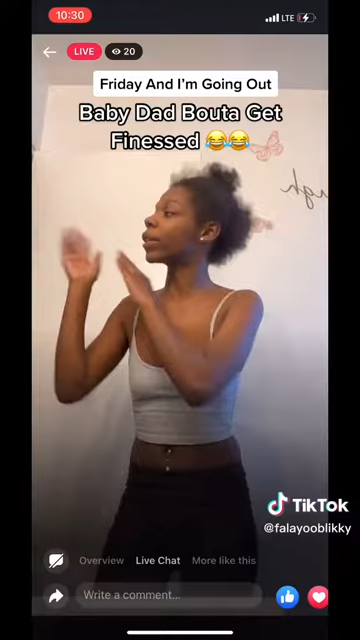 10:30
LTE
LIVE 20
Friday And I'm Going Out
Baby Dad Bouta Get
Finessed 😂😂
TikTok
@falayooblikky
Overview Live Chat More like this
Write a comment...